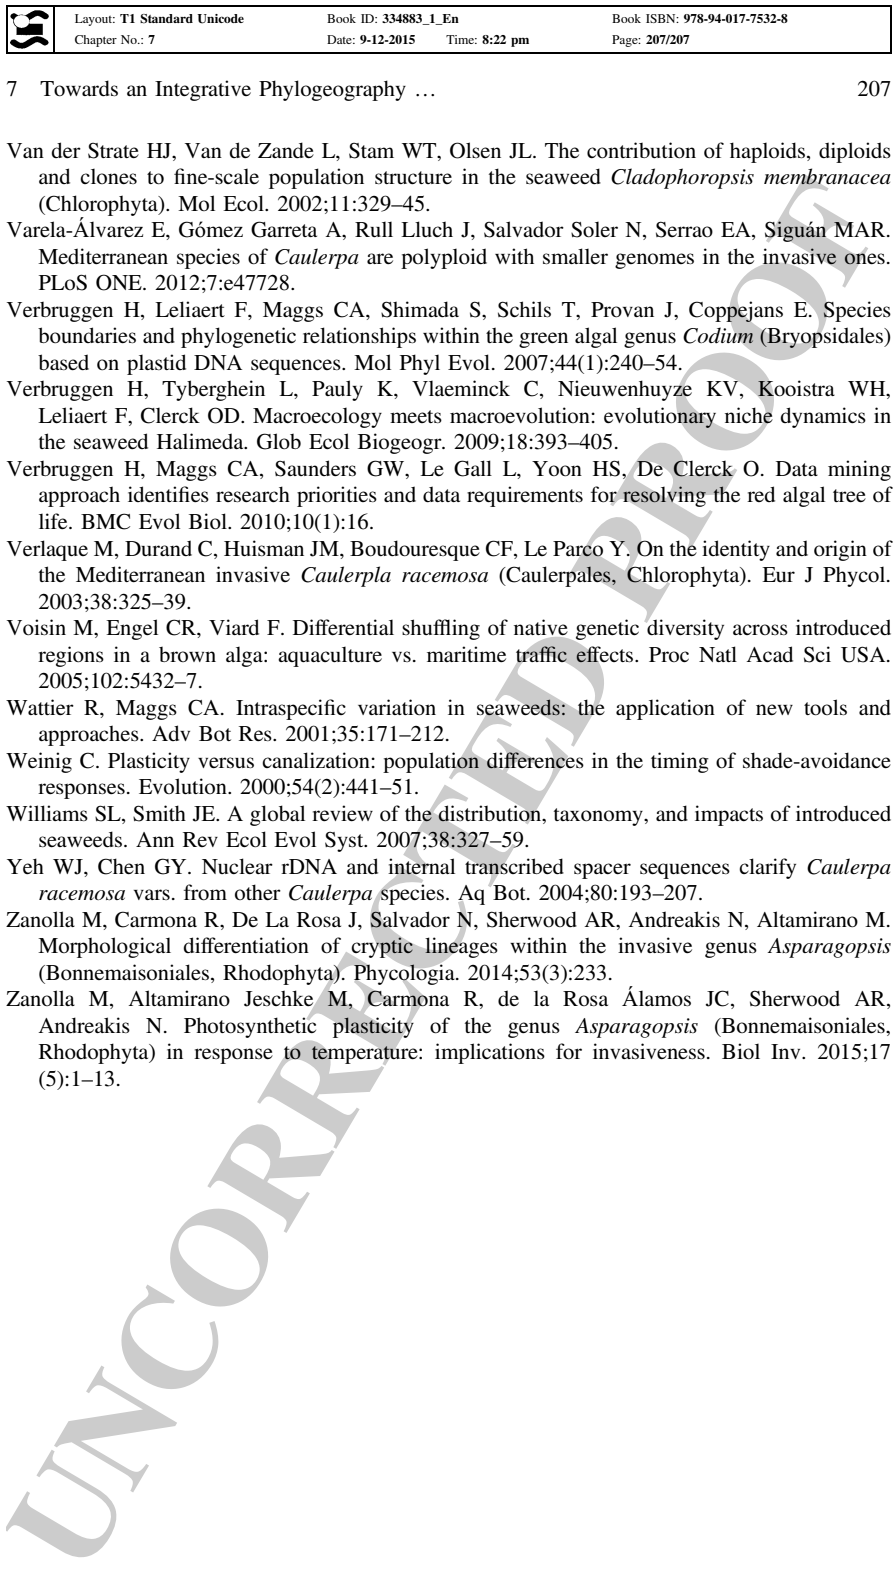 Layout: T1 Standard Unicode Book ID: 334883_1_En Book ISBN: 978-94-017-7532-8
Chapter No.: 7 Date: 9-12-2015 Time: 8:22 pm Page: 207/207
7 Towards an Integrative Phylogeography … 207
Van der Strate HJ, Van de Zande L, Stam WT, Olsen JL. The contribution of haploids, diploids
and clones to fine-scale population structure in the seaweed Cladophoropsis membranacea
(Chlorophyta). Mol Ecol. 2002;11:329–45.
Varela-Álvarez E, Gómez Garreta A, Rull Lluch J, Salvador Soler N, Serrao EA, Siguán MAR.
Mediterranean species of Caulerpa are polyploid with smaller genomes in the invasive ones.
PLoS ONE. 2012;7:e47728.
Verbruggen H, Leliaert F, Maggs CA, Shimada S, Schils T, Provan J, Coppejans E. Species
boundaries and phylogenetic relationships within the green algal genus Codium (Bryopsidales)
based on plastid DNA sequences. Mol Phyl Evol. 2007;44(1):240–54.
Verbruggen H, Tyberghein L, Pauly K, Vlaeminck C, Nieuwenhuyze KV, Kooistra WH,
Leliaert F, Clerck OD. Macroecology meets macroevolution: evolutionary niche dynamics in
the seaweed Halimeda. Glob Ecol Biogeogr. 2009;18:393–405.
Verbruggen H, Maggs CA, Saunders GW, Le Gall L, Yoon HS, De Clerck O. Data mining
approach identifies research priorities and data requirements for resolving the red algal tree of
life. BMC Evol Biol. 2010;10(1):16.
Verlaque M, Durand C, Huisman JM, Boudouresque CF, Le Parco Y. On the identity and origin of
the Mediterranean invasive Caulerpla racemosa (Caulerpales, Chlorophyta). Eur J Phycol.
2003;38:325–39.
Voisin M, Engel CR, Viard F. Differential shuffling of native genetic diversity across introduced
regions in a brown alga: aquaculture vs. maritime traffic effects. Proc Natl Acad Sci USA.
2005;102:5432–7.
Wattier R, Maggs CA. Intraspecific variation in seaweeds: the application of new tools and
approaches. Adv Bot Res. 2001;35:171–212.
Weinig C. Plasticity versus canalization: population differences in the timing of shade-avoidance
responses. Evolution. 2000;54(2):441–51.
Williams SL, Smith JE. A global review of the distribution, taxonomy, and impacts of introduced
seaweeds. Ann Rev Ecol Evol Syst. 2007;38:327–59.
Yeh WJ, Chen GY. Nuclear rDNA and internal transcribed spacer sequences clarify Caulerpa
racemosa vars. from other Caulerpa species. Aq Bot. 2004;80:193–207.
Zanolla M, Carmona R, De La Rosa J, Salvador N, Sherwood AR, Andreakis N, Altamirano M.
Morphological differentiation of cryptic lineages within the invasive genus Asparagopsis
(Bonnemaisoniales, Rhodophyta). Phycologia. 2014;53(3):233.
Zanolla M, Altamirano Jeschke M, Carmona R, de la Rosa Álamos JC, Sherwood AR,
Andreakis N. Photosynthetic plasticity of the genus Asparagopsis (Bonnemaisoniales,
Rhodophyta) in response to temperature: implications for invasiveness. Biol Inv. 2015;17
(5):1–13.
UNCORRECTED PROOF